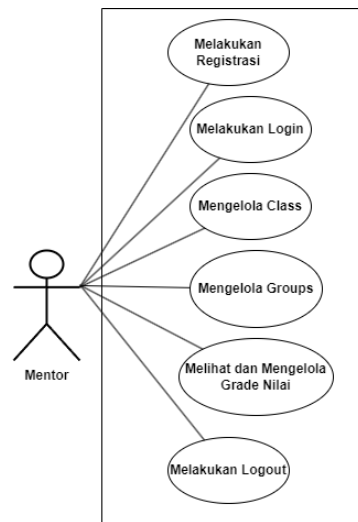 Melakukan
Registrasi
Melakukan Login
Mengelola Class
Mengelola Groups
Melihat dan Mengelola
Grade Nilai
Mentor
Melakukan Logout